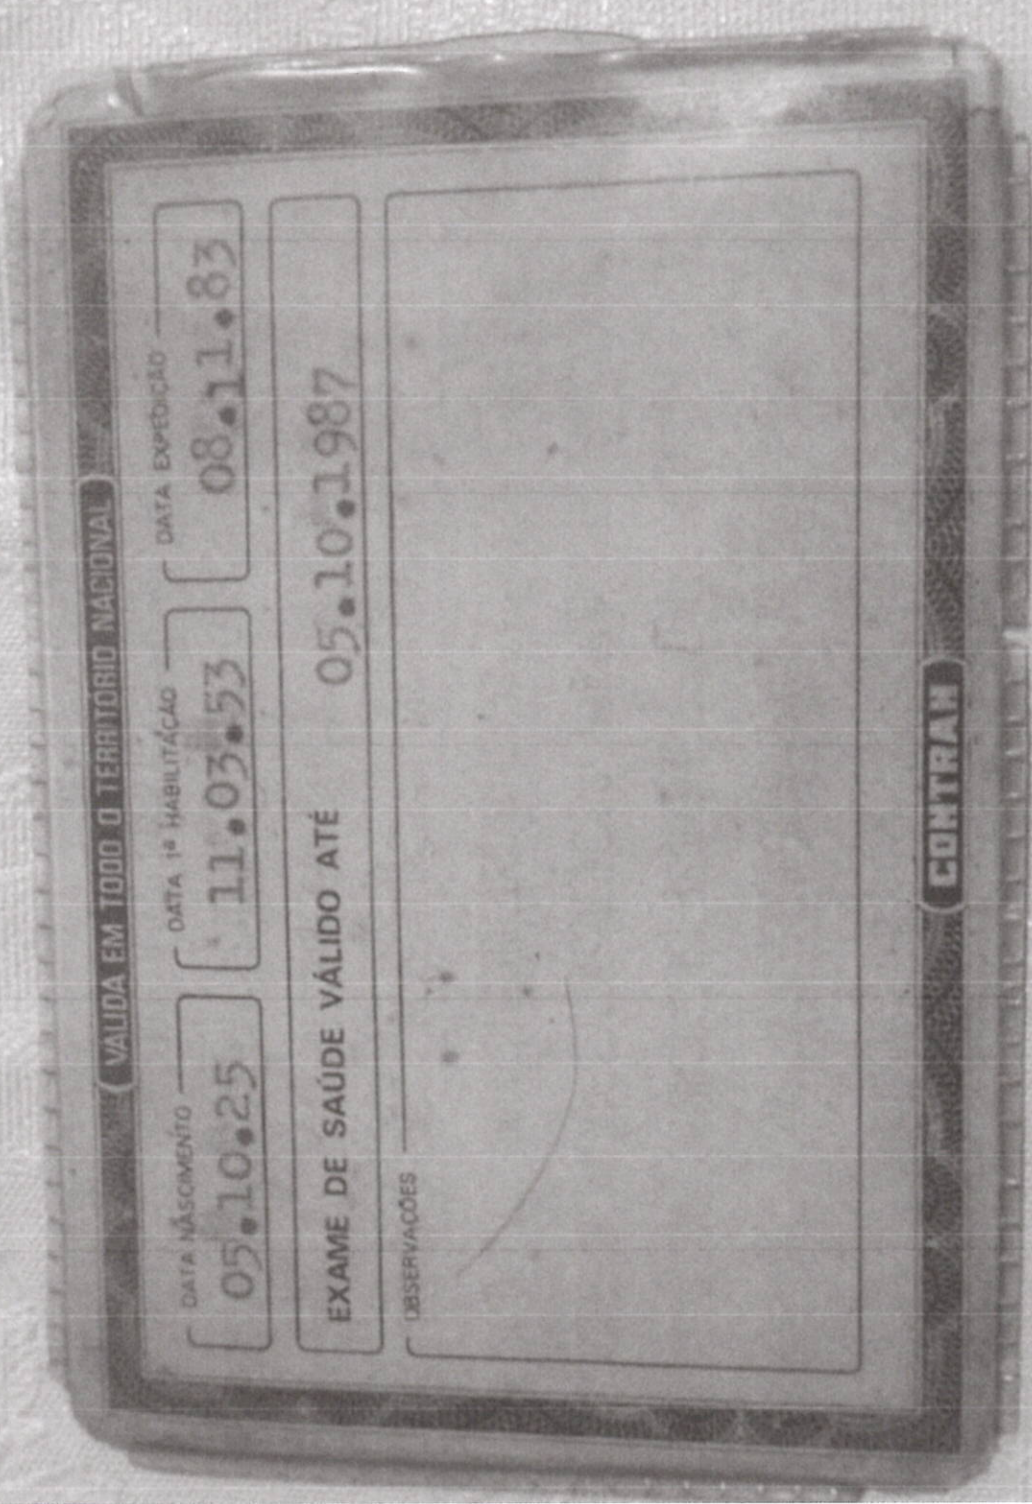 VALIDA EM TODO O TERRITORIO NACIONAL
DATA NASCIMENTO DATA 1ª HABILITAÇÃO DATA EXPEDIÇÃO
05.10.25 11.03.53 08.11.83
EXAME DE SAÚDE VÁLIDO ATÉ 05.10.1987
OBSERVAÇÕES
CONTRAN